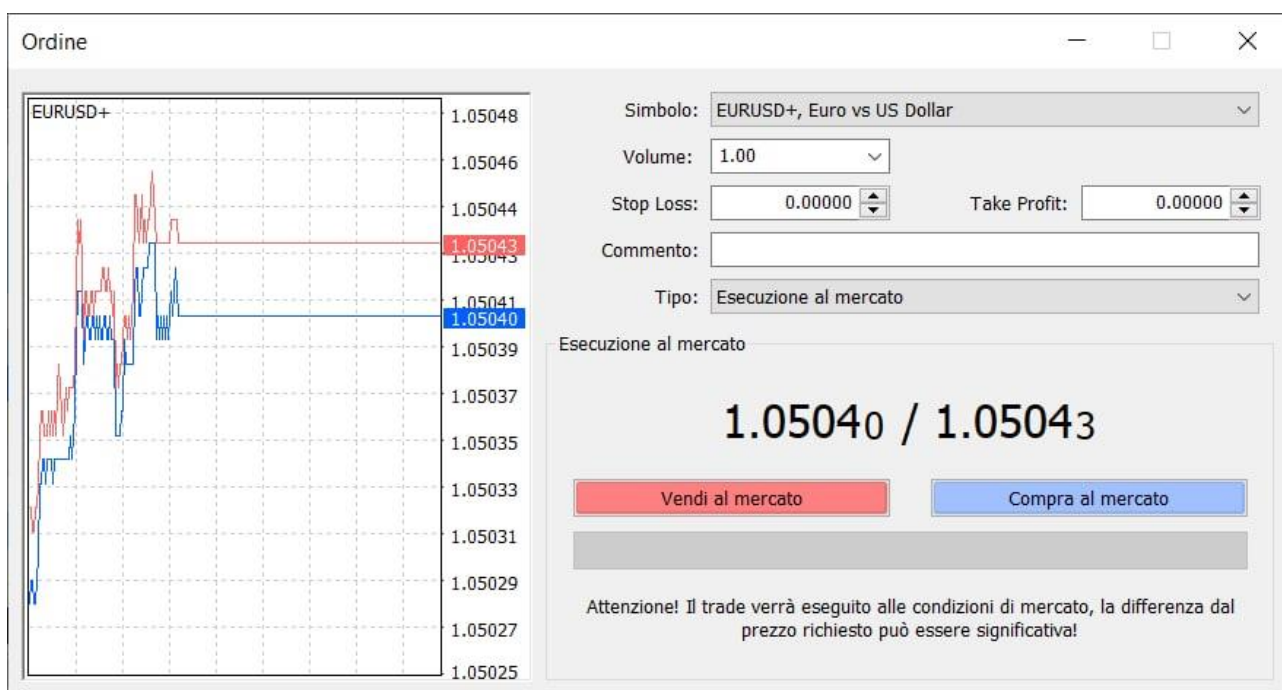 Ordine
EURUSD+
1.05048
1.05046
1.05044
1.05043
1.05043
1.05041
1.05040
1.05039
1.05037
1.05035
1.05033
1.05031
1.05029
1.05027
1.05025
Simbolo: EURUSD+, Euro vs US Dollar
Volume: 1.00
Stop Loss: 0.00000 Take Profit: 0.00000
Commento:
Tipo: Esecuzione al mercato
Esecuzione al mercato
1.05040 / 1.05043
Vendi al mercato Compra al mercato
Attenzione! Il trade verrà eseguito alle condizioni di mercato, la differenza dal
prezzo richiesto può essere significativa!